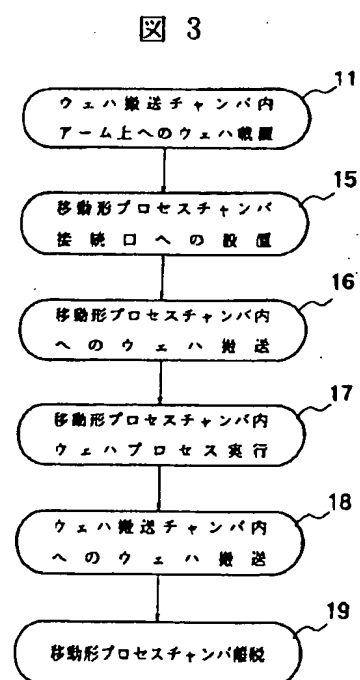 図 3
11
ウェハ搬送チャンバ内
アーム上へのウェハ載置
15
移動形プロセスチャンバ
接続口への設置
16
移動形プロセスチャンバ内
へのウェハ搬送
17
移動形プロセスチャンバ内
ウェハプロセス実行
18
ウェハ搬送チャンバ内
へのウェハ搬送
19
移動形プロセスチャンバ離脱